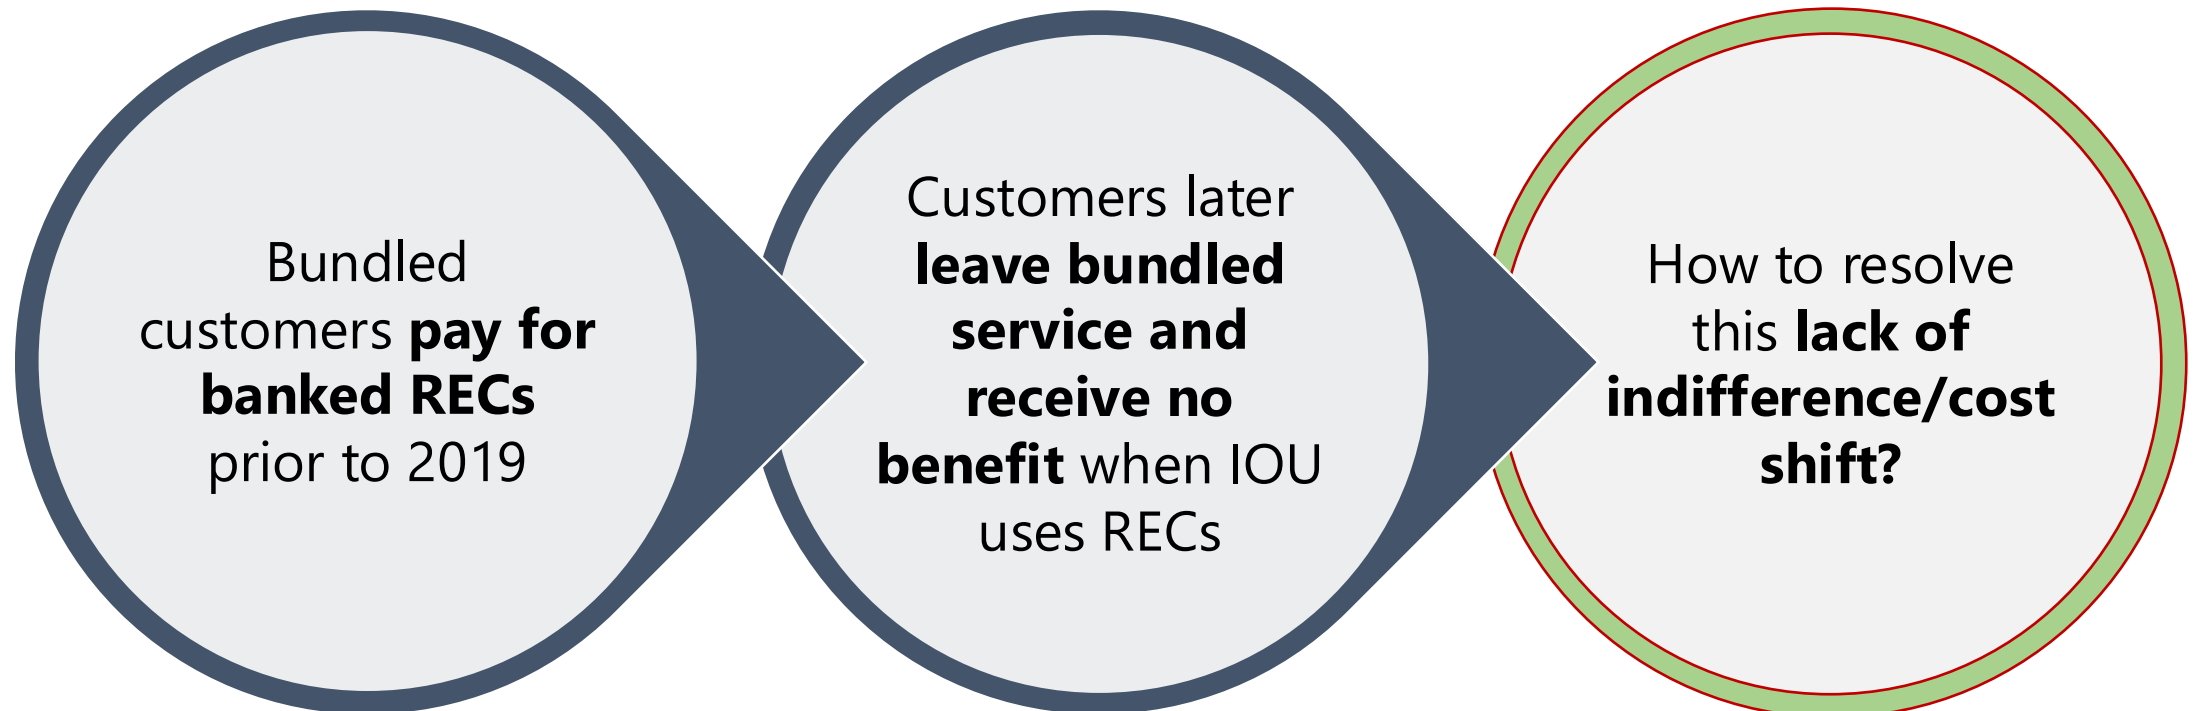 Bundled
customers pay for
banked RECs
prior to 2019
Customers later
leave bundled
service and
receive no
benefit when IOU
uses RECs
How to resolve
this lack of
indifference/cost
shift?